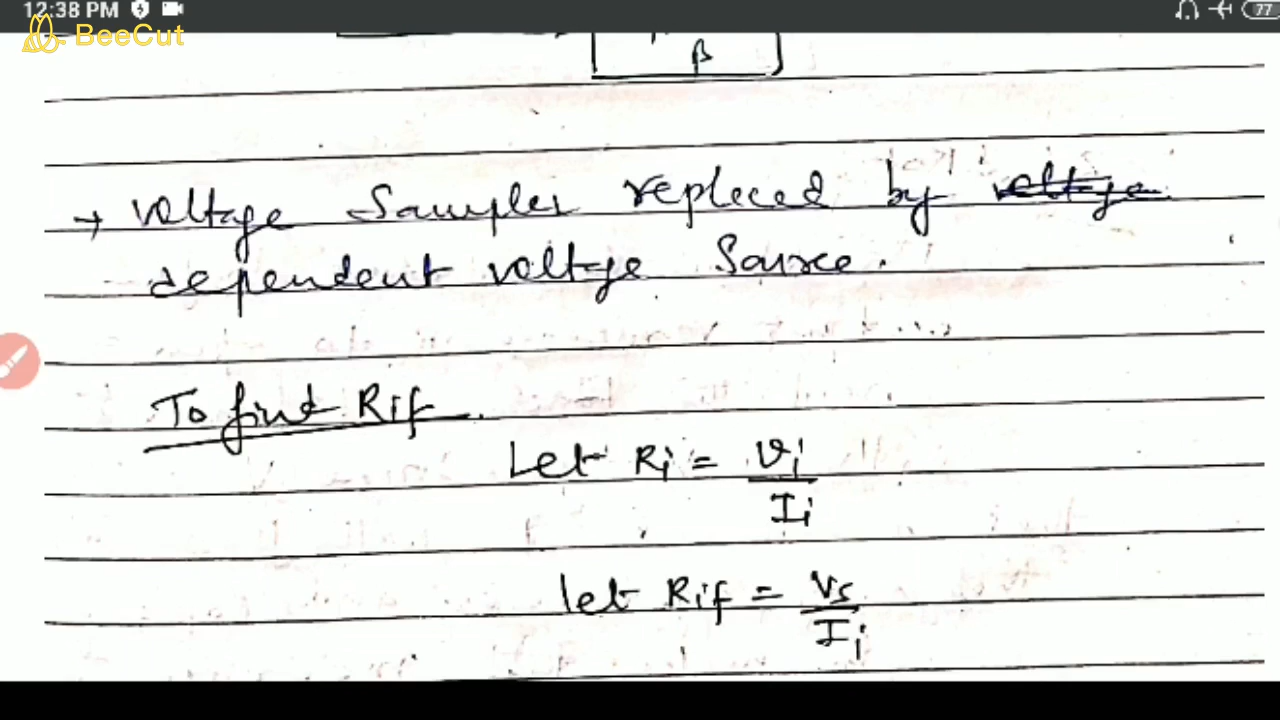 12:38 PM 77
BeeCut
β
→ voltage Sampler replaced by voltage
dependent voltage Source.
To find Rif
Let Ri = vi / Ii
let Rif = Vs / Ii